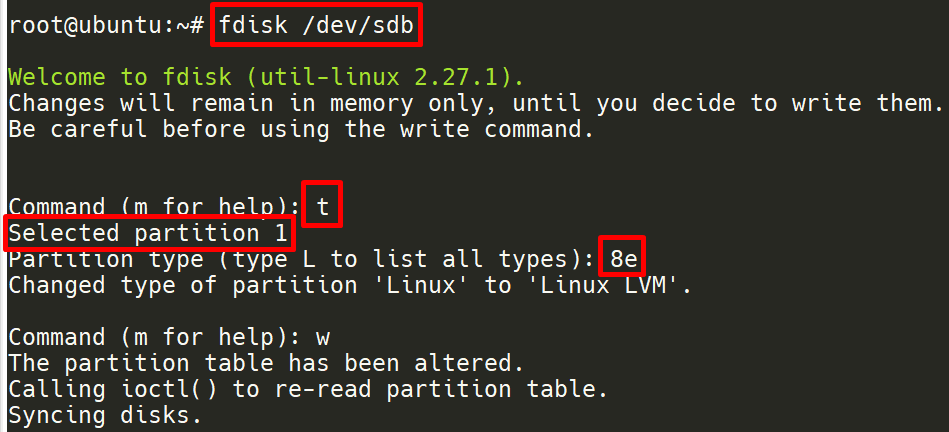 root@ubuntu:~# fdisk /dev/sdb
Welcome to fdisk (util-linux 2.27.1).
Changes will remain in memory only, until you decide to write them.
Be careful before using the write command.
Command (m for help): t
Selected partition 1
Partition type (type L to list all types): 8e
Changed type of partition 'Linux' to 'Linux LVM'.
Command (m for help): w
The partition table has been altered.
Calling ioctl() to re-read partition table.
Syncing disks.